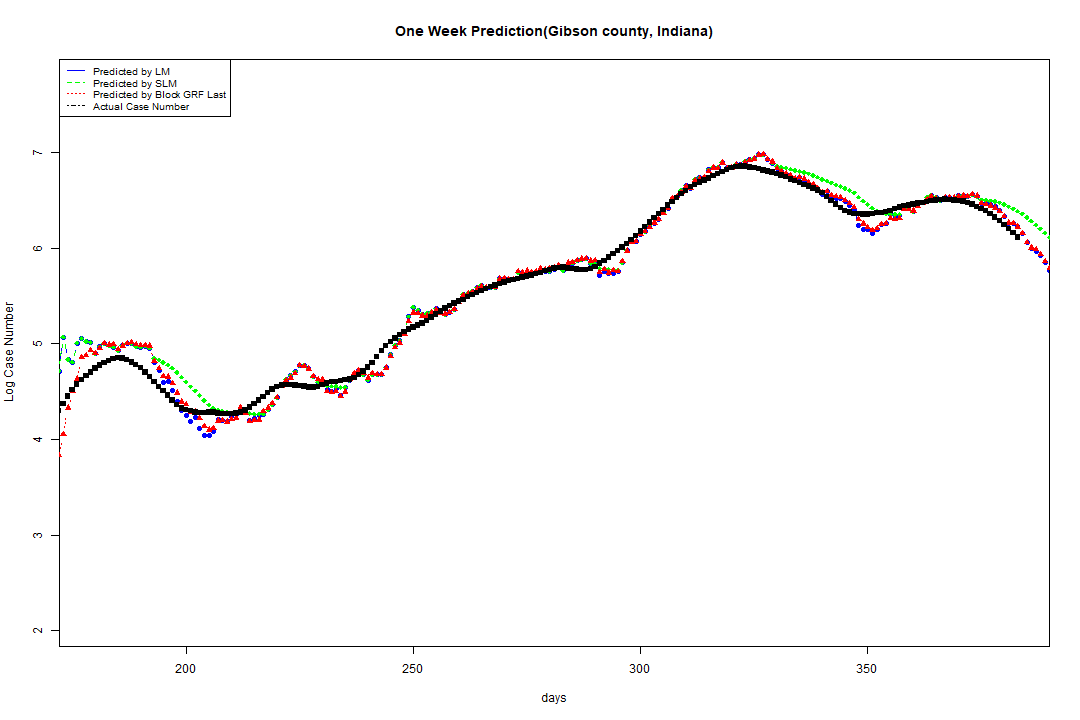 One Week Prediction(Gibson county, Indiana)
Predicted by LM
Predicted by SLM
Predicted by Block GRF Last
Actual Case Number
7
6
5
4
3
2
Log Case Number
200 250 300 350
days